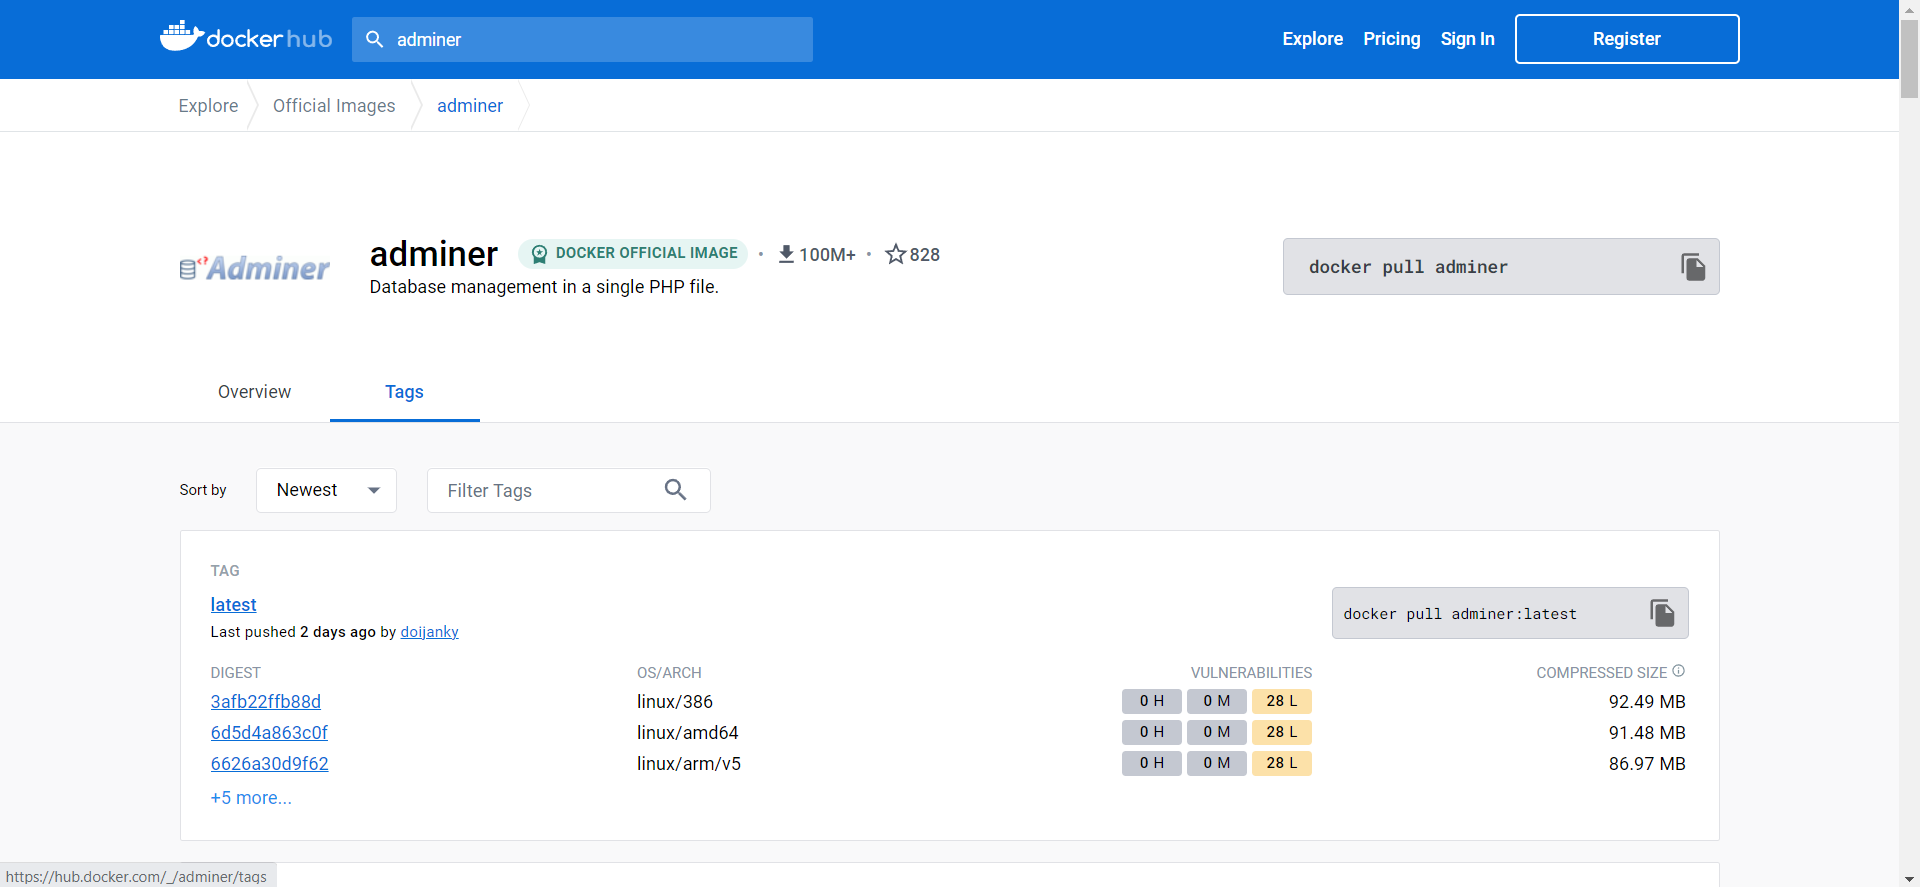 docker hub
adminer
Explore Pricing Sign In Register
Explore Official Images adminer
Adminer
adminer DOCKER OFFICIAL IMAGE • 100M+ • 828
Database management in a single PHP file.
docker pull adminer
Overview Tags
Sort by Newest Filter Tags
TAG
latest
Last pushed 2 days ago by doijanky
docker pull adminer:latest
DIGEST OS/ARCH VULNERABILITIES COMPRESSED SIZE
3afb22ffb88d linux/386 0 H 0 M 28 L 92.49 MB
6d5d4a863c0f linux/amd64 0 H 0 M 28 L 91.48 MB
6626a30d9f62 linux/arm/v5 0 H 0 M 28 L 86.97 MB
+5 more...
https://hub.docker.com/_/adminer/tags